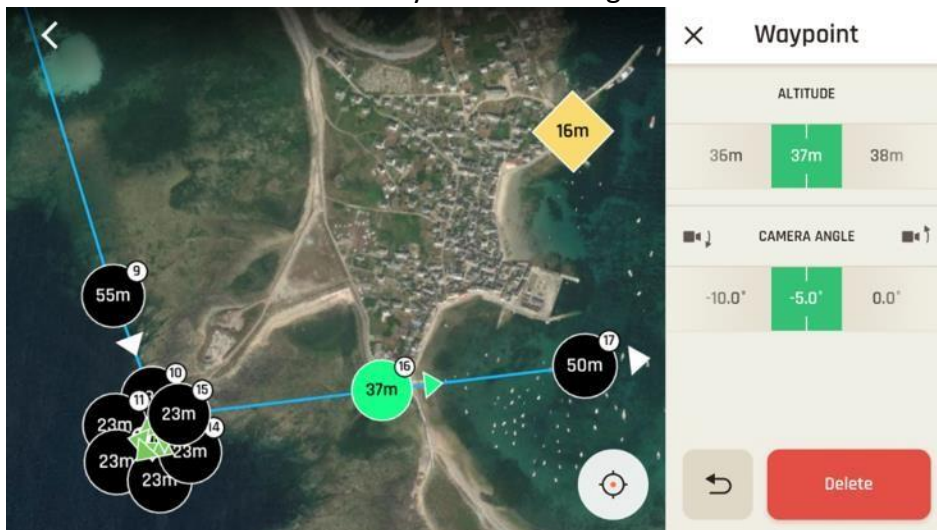 Waypoint
16m
ALTITUDE
36m 37m 38m
CAMERA ANGLE
-10.0° -5.0° 0.0°
9
55m
10
11
15
23m
23m
14
23m
23m
23m
16
37m
17
50m
Delete